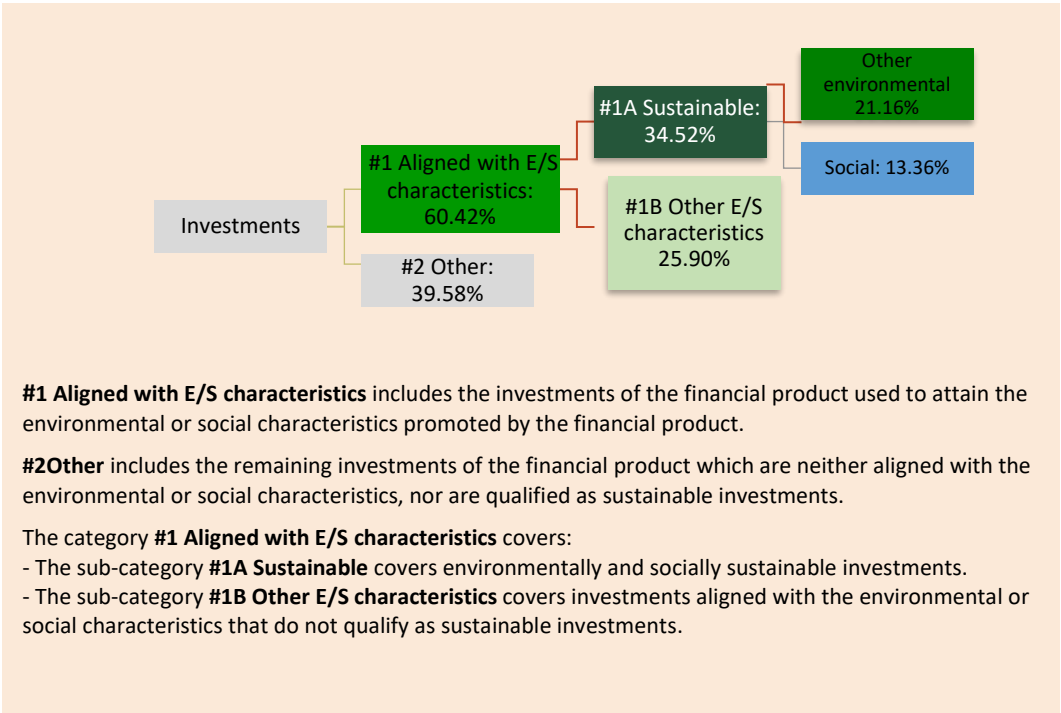 Investments
#1 Aligned with E/S
characteristics:
60.42%
#2 Other:
39.58%
#1A Sustainable:
34.52%
#1B Other E/S
characteristics
25.90%
Other
environmental
21.16%
Social: 13.36%
#1 Aligned with E/S characteristics includes the investments of the financial product used to attain the
environmental or social characteristics promoted by the financial product.
#2Other includes the remaining investments of the financial product which are neither aligned with the
environmental or social characteristics, nor are qualified as sustainable investments.
The category #1 Aligned with E/S characteristics covers:
- The sub-category #1A Sustainable covers environmentally and socially sustainable investments.
- The sub-category #1B Other E/S characteristics covers investments aligned with the environmental or
social characteristics that do not qualify as sustainable investments.